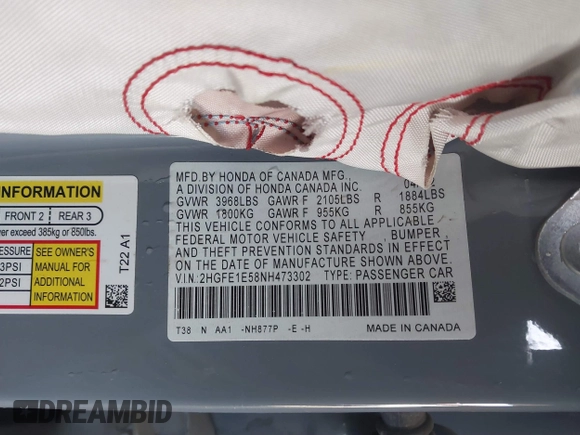 MFD.BY HONDA OF CANADA MFG.,
A DIVISION OF HONDA CANADA INC.
GVWR 3968LBS GAWR F 2105LBS R 1884LBS
GVWR 1800KG GAWR F 955KG R 855KG
THIS VEHICLE CONFORMS TO ALL APPLICABLE
FEDERAL MOTOR VEHICLE SAFETY , BUMPER ,
AND THEFT PREVENTION STANDARDS IN EFFECT
ON THE DATE OF MANUFACTURE SHOWN ABOVE.
V.I.N:2HGFE1E58NH473302 TYPE: PASSENGER CAR
T38 N AA1 -NH877P -E -H
MADE IN CANADA
INFORMATION
FRONT 2 REAR 3
exceed 385kg or 850lbs.
3PSI
2PSI
SEE OWNER'S
MANUAL FOR
ADDITIONAL
INFORMATION
T22 A1
DREAMBID